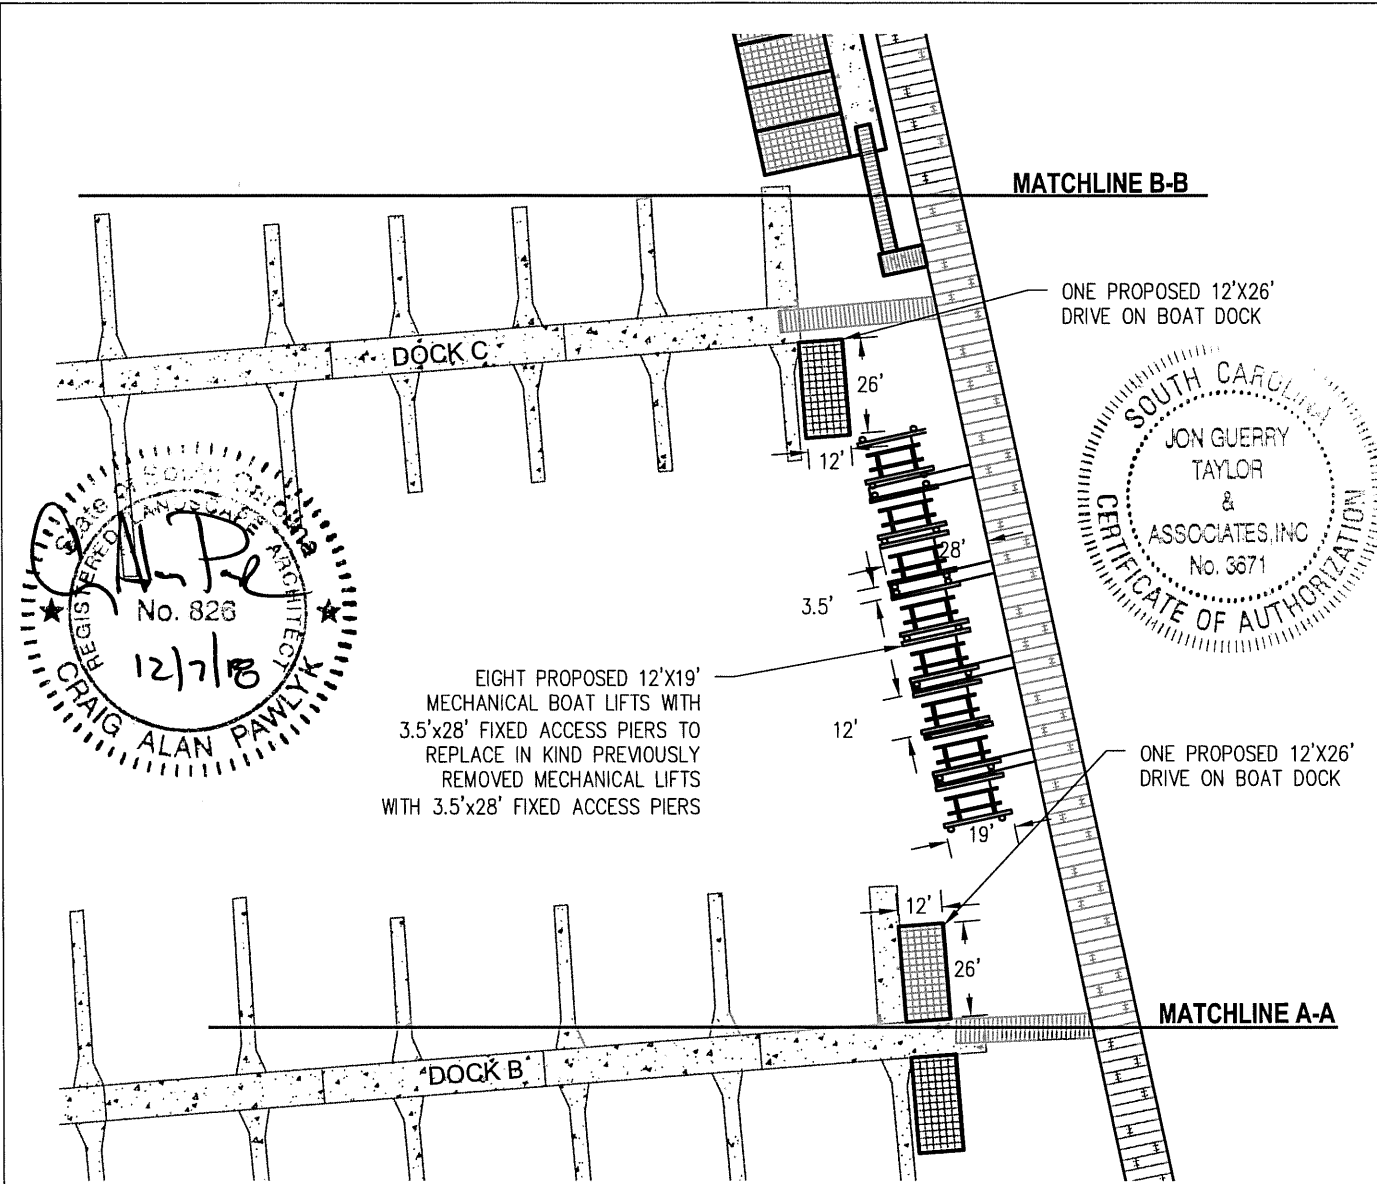 MATCHLINE B-B
ONE PROPOSED 12'X26'
DRIVE ON BOAT DOCK
DOCK C
26'
12'
SOUTH CAROLINA
JON GUERRY
TAYLOR
&
ASSOCIATES,INC
No. 3671
CERTIFICATE OF AUTHORIZATION
State of South Carolina
REGISTERED LANDSCAPE ARCHITECT
No. 826
12/7/18
CRAIG ALAN PAWLYK
28'
3.5'
EIGHT PROPOSED 12'X19'
MECHANICAL BOAT LIFTS WITH
3.5'x28' FIXED ACCESS PIERS TO
REPLACE IN KIND PREVIOUSLY
REMOVED MECHANICAL LIFTS
WITH 3.5'x28' FIXED ACCESS PIERS
12'
ONE PROPOSED 12'X26'
DRIVE ON BOAT DOCK
19'
12'
26'
MATCHLINE A-A
DOCK B